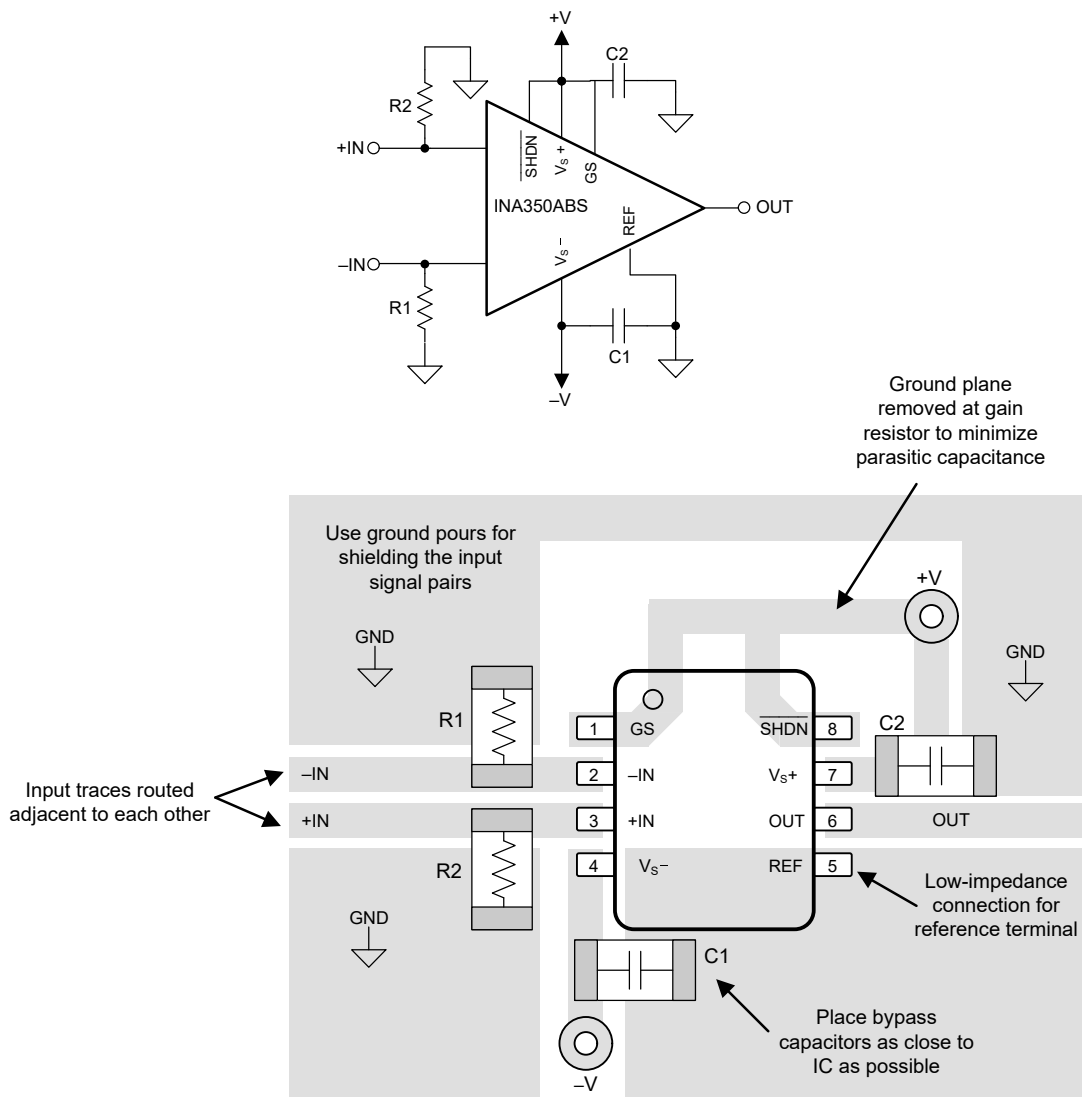 +V
C2
R2
+IN
SHDN
VS+
GS
INA350ABS
REF
OUT
VS–
–IN
R1
C1
–V
Ground plane
removed at gain
resistor to minimize
parasitic capacitance
Use ground pours for
shielding the input
signal pairs
+V
GND
GND
R1
C2
1
GS
SHDN
8
Input traces routed
adjacent to each other
–IN
2
–IN
VS+
7
+IN
3
+IN
OUT
6
OUT
R2
4
VS–
REF
5
Low-impedance
connection for
reference terminal
GND
C1
Place bypass
capacitors as close to
IC as possible
–V